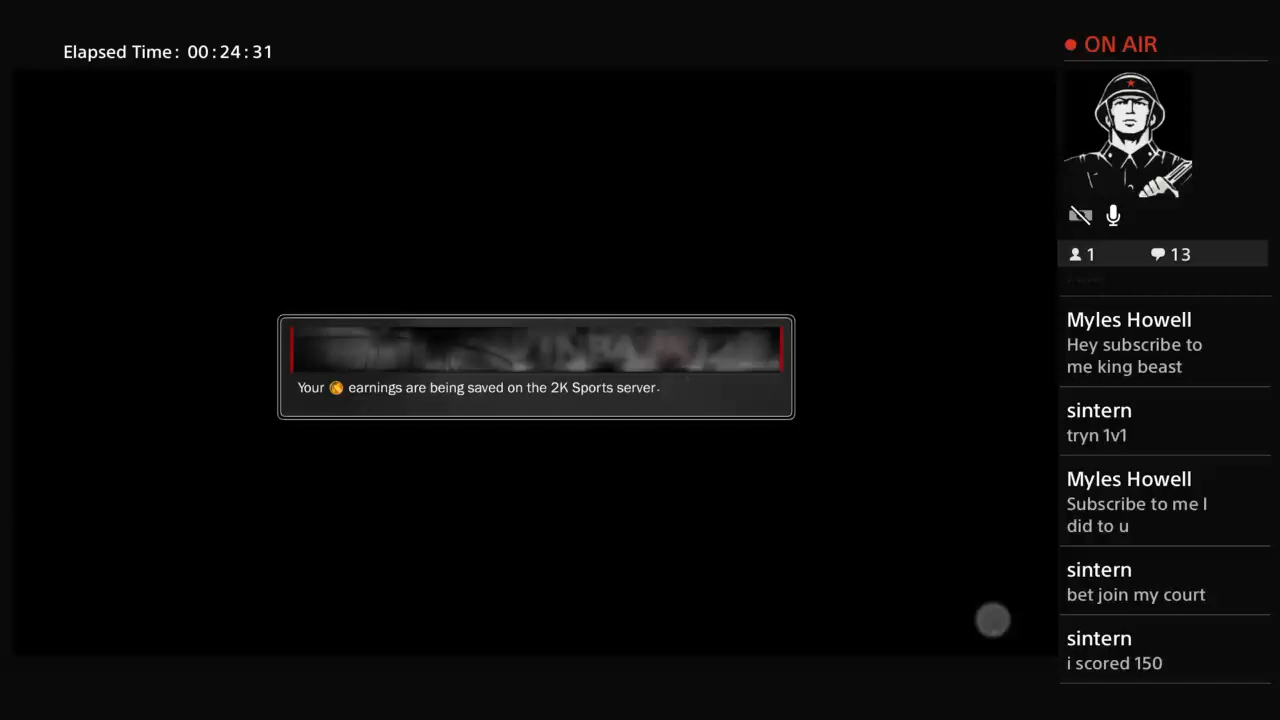 Elapsed Time: 00:24:31
ON AIR
1 13
Myles Howell
Hey subscribe to
me king beast
sintern
tryn 1v1
Myles Howell
Subscribe to me I
did to u
sintern
bet join my court
sintern
i scored 150
Your earnings are being saved on the 2K Sports server.